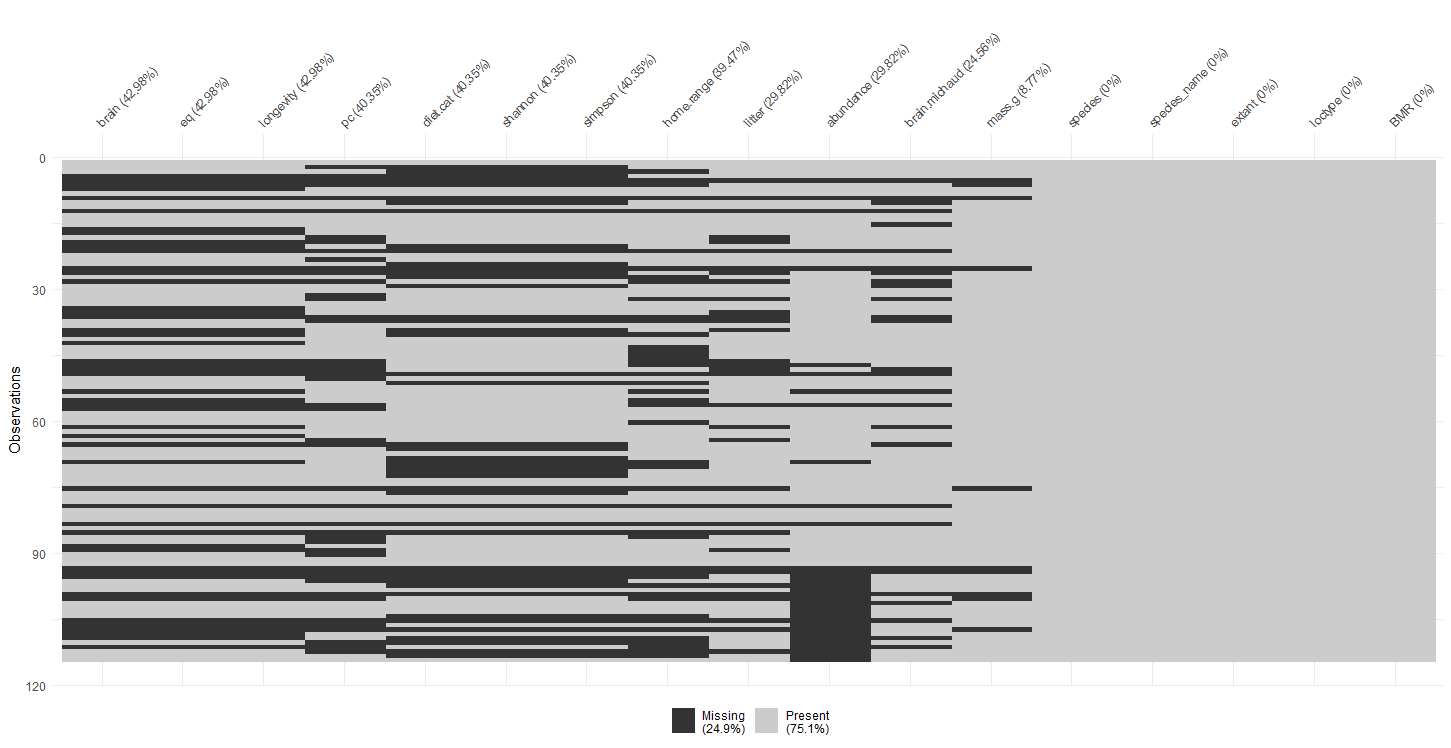 brain (42.98%)
eq (42.98%)
longevity (42.98%)
pc (40.35%)
diet.cat (40.35%)
shannon (40.35%)
simpson (40.35%)
home.range (39.47%)
litter (29.82%)
abundance (29.82%)
brain.michaud (24.56%)
mass.g (8.77%)
species (0%)
species_name (0%)
extant (0%)
loctype (0%)
BMR (0%)
0
30
60
90
120
Observations
Missing
(24.9%)
Present
(75.1%)